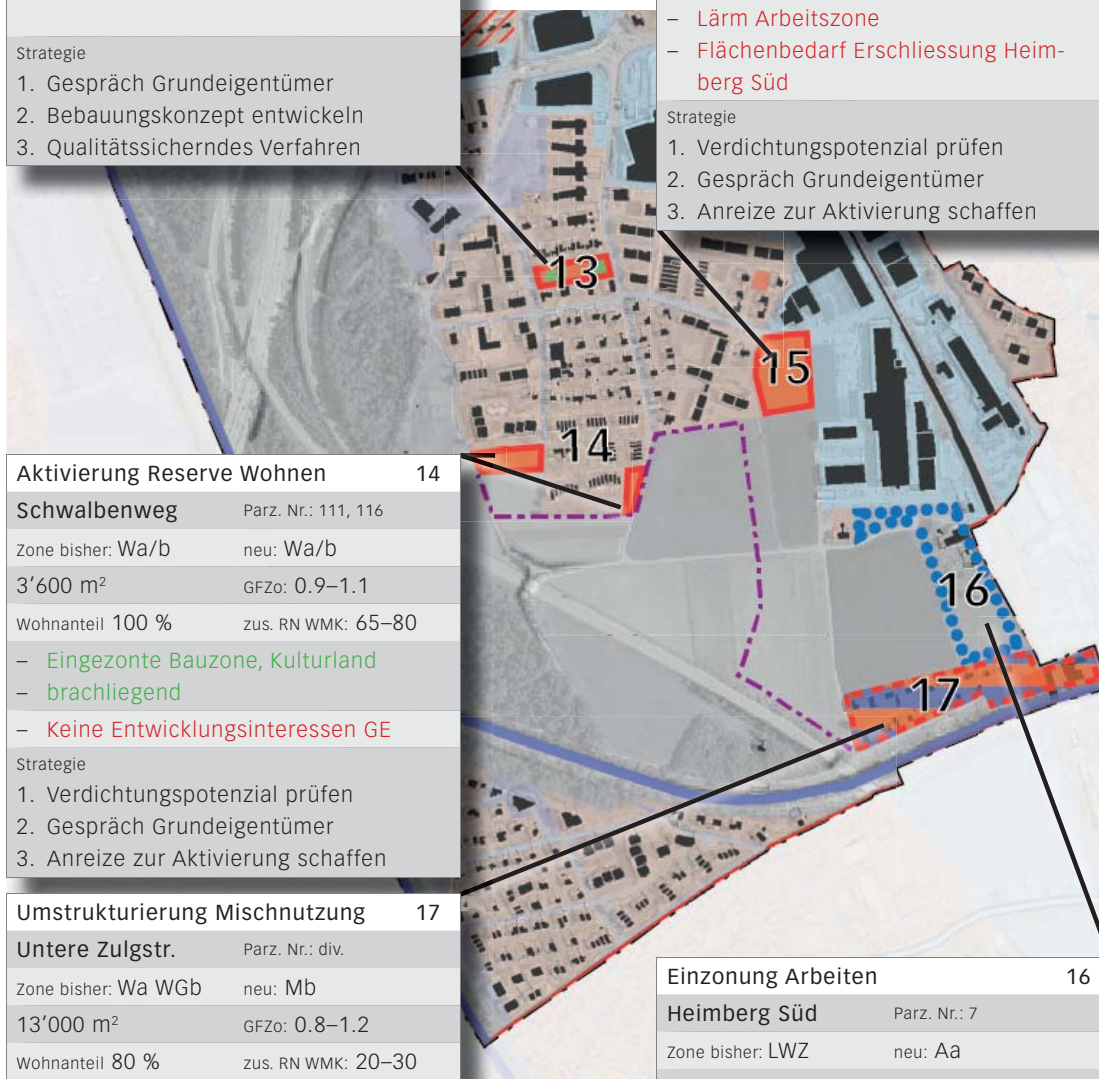 Strategie
1. Gespräch Grundeigentümer
2. Bebauungskonzept entwickeln
3. Qualitätssicherndes Verfahren
– Lärm Arbeitszone
– Flächenbedarf Erschliessung Heim-
berg Süd
Strategie
1. Verdichtungspotenzial prüfen
2. Gespräch Grundeigentümer
3. Anreize zur Aktivierung schaffen
13
15
14
16
17
Aktivierung Reserve Wohnen 14
Schwalbenweg Parz. Nr.: 111, 116
Zone bisher: Wa/b neu: Wa/b
3’600 m² GFZo: 0.9–1.1
Wohnanteil 100 % zus. RN WMK: 65–80
– Eingezonte Bauzone, Kulturland
– brachliegend
– Keine Entwicklungsinteressen GE
Strategie
1. Verdichtungspotenzial prüfen
2. Gespräch Grundeigentümer
3. Anreize zur Aktivierung schaffen
Umstrukturierung Mischnutzung 17
Untere Zulgstr. Parz. Nr.: div.
Zone bisher: Wa WGb neu: Mb
13’000 m² GFZo: 0.8–1.2
Wohnanteil 80 % zus. RN WMK: 20–30
Einzonung Arbeiten 16
Heimberg Süd Parz. Nr.: 7
Zone bisher: LWZ neu: Aa